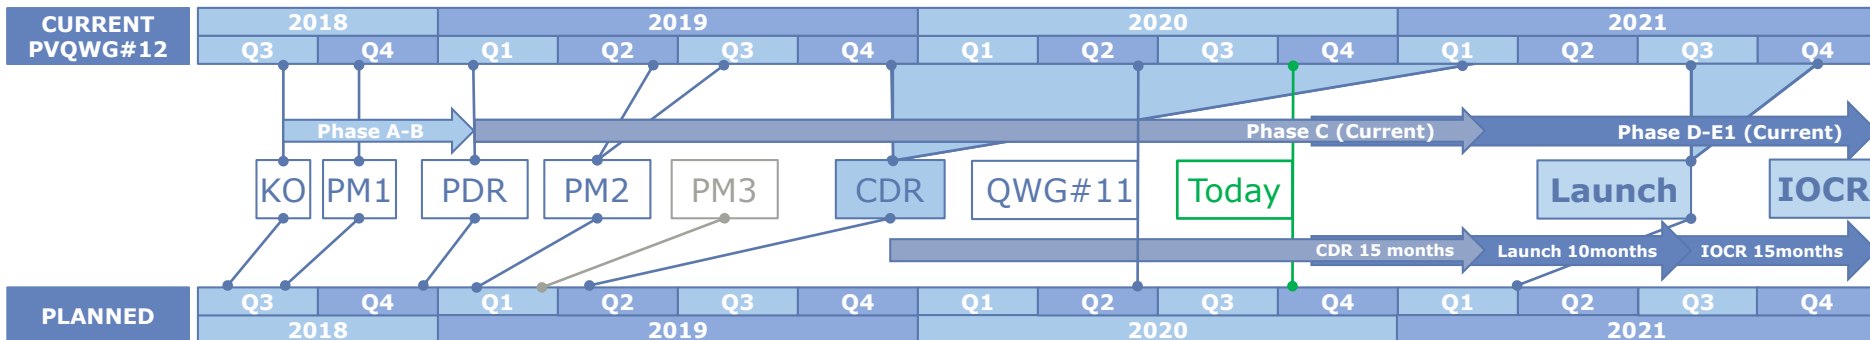 CURRENT
PVQWG#12
2018 2019 2020 2021
Q3 Q4 Q1 Q2 Q3 Q4 Q1 Q2 Q3 Q4 Q1 Q2 Q3 Q4
Phase A-B Phase C (Current) Phase D-E1 (Current)
KO PM1 PDR PM2 PM3 CDR QWG#11 Today Launch IOCR
CDR 15 months Launch 10months IOCR 15months
PLANNED
Q3 Q4 Q1 Q2 Q3 Q4 Q1 Q2 Q3 Q4 Q1 Q2 Q3 Q4
2018 2019 2020 2021